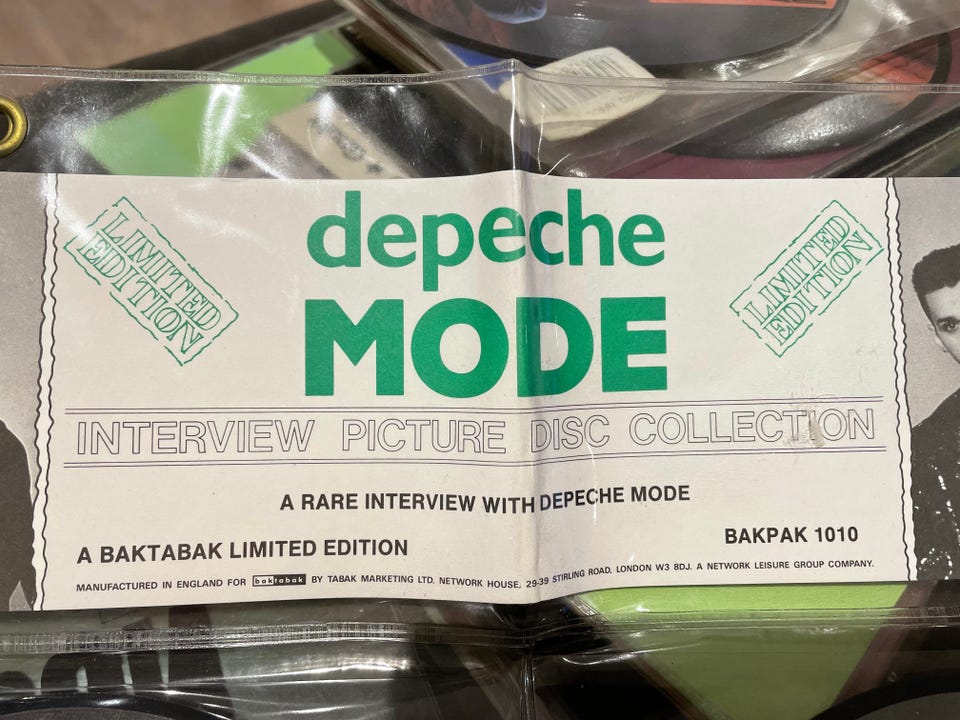 LIMITED
EDITION
depeche
MODE
LIMITED
EDITION
INTERVIEW PICTURE DISC COLLECTION
A RARE INTERVIEW WITH DEPECHE MODE
A BAKTABAK LIMITED EDITION
BAKPAK 1010
MANUFACTURED IN ENGLAND FOR baktabak BY TABAK MARKETING LTD. NETWORK HOUSE, 29-39 STIRLING ROAD, LONDON W3 8DJ. A NETWORK LEISURE GROUP COMPANY.